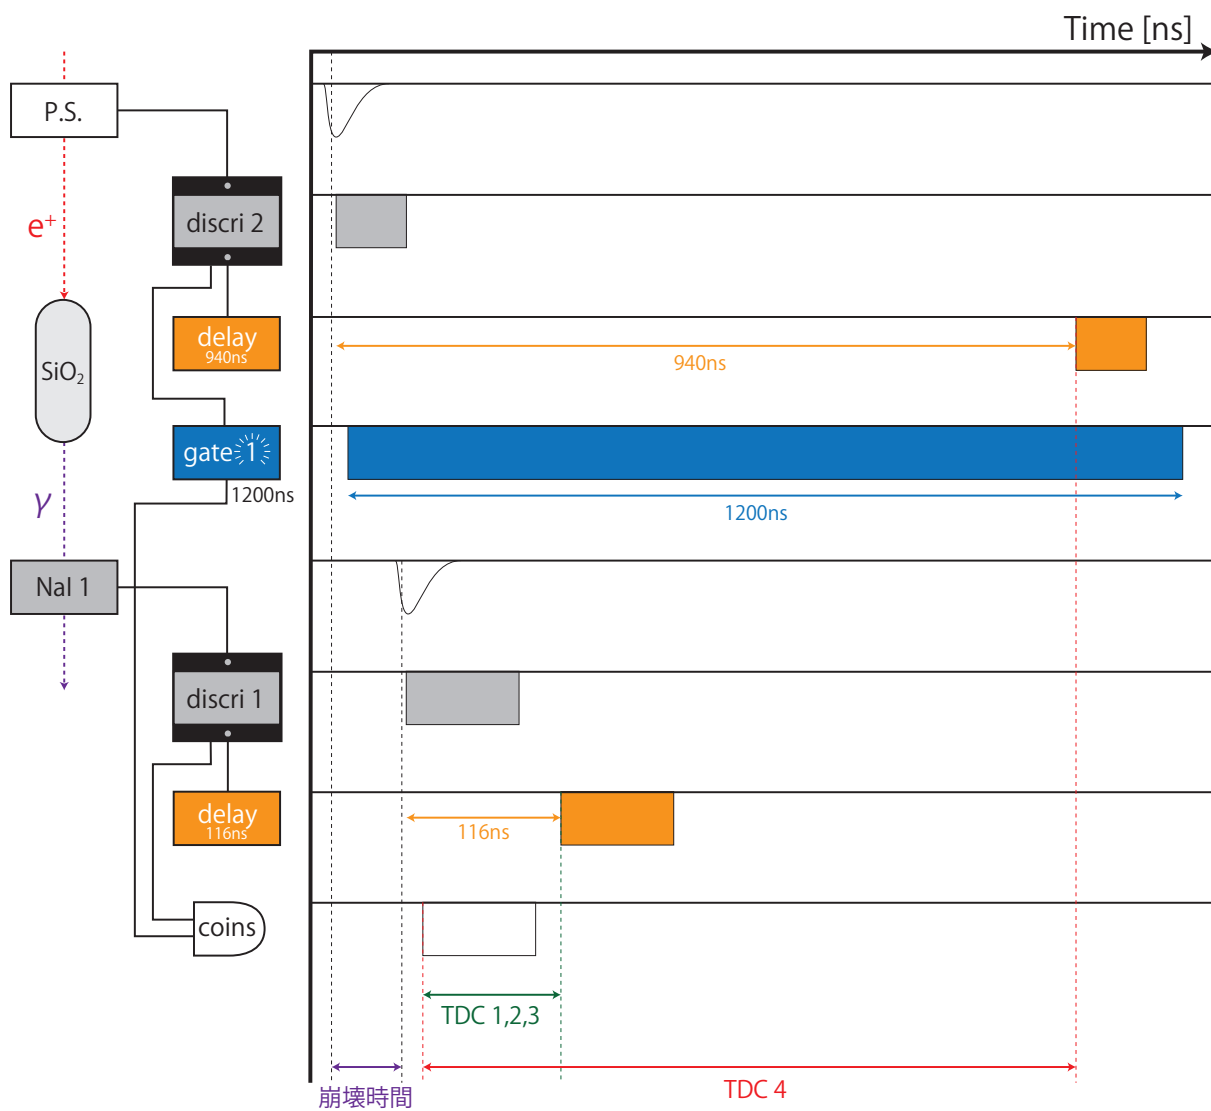 Time [ns]
P.S.
discri 2
e⁺
delay
940ns
940ns
SiO₂
gate 1
1200ns
1200ns
γ
NaI 1
discri 1
delay
116ns
116ns
coins
TDC 1,2,3
TDC 4
崩壊時間